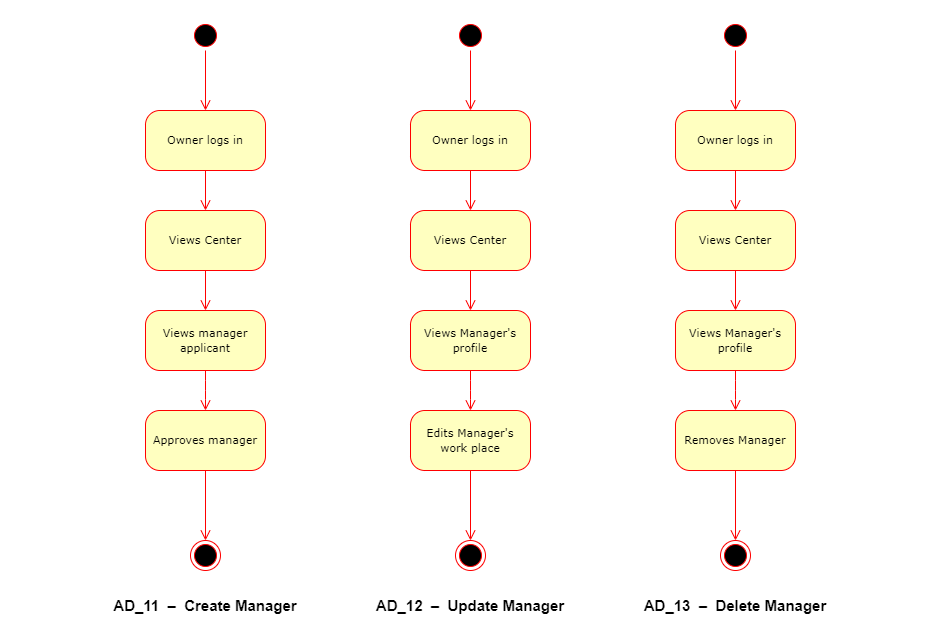 Owner logs in
Views Center
Views manager
applicant
Approves manager
AD_11 – Create Manager
Owner logs in
Views Center
Views Manager's
profile
Edits Manager's
work place
AD_12 – Update Manager
Owner logs in
Views Center
Views Manager's
profile
Removes Manager
AD_13 – Delete Manager